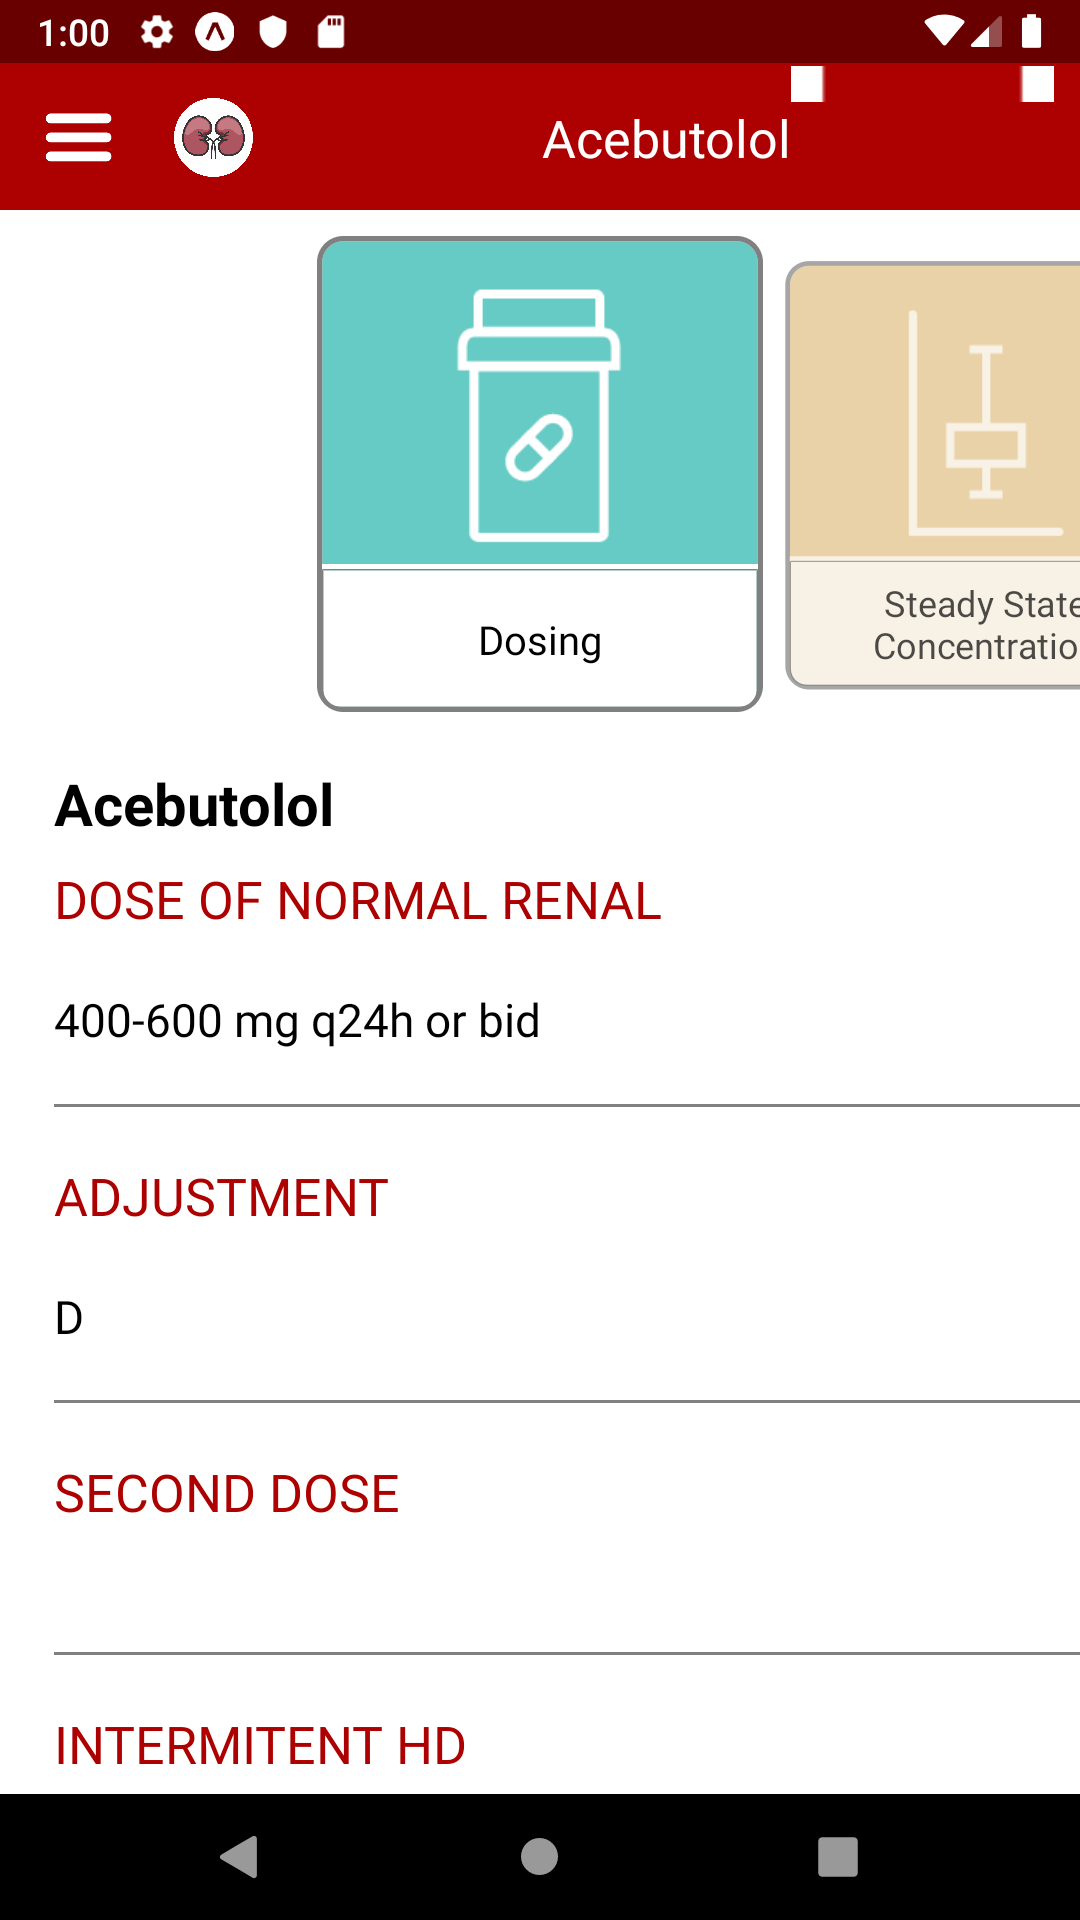 1:00
Acebutolol
Dosing
Steady State
Concentratio
Acebutolol
DOSE OF NORMAL RENAL
400-600 mg q24h or bid
ADJUSTMENT
D
SECOND DOSE
INTERMITENT HD